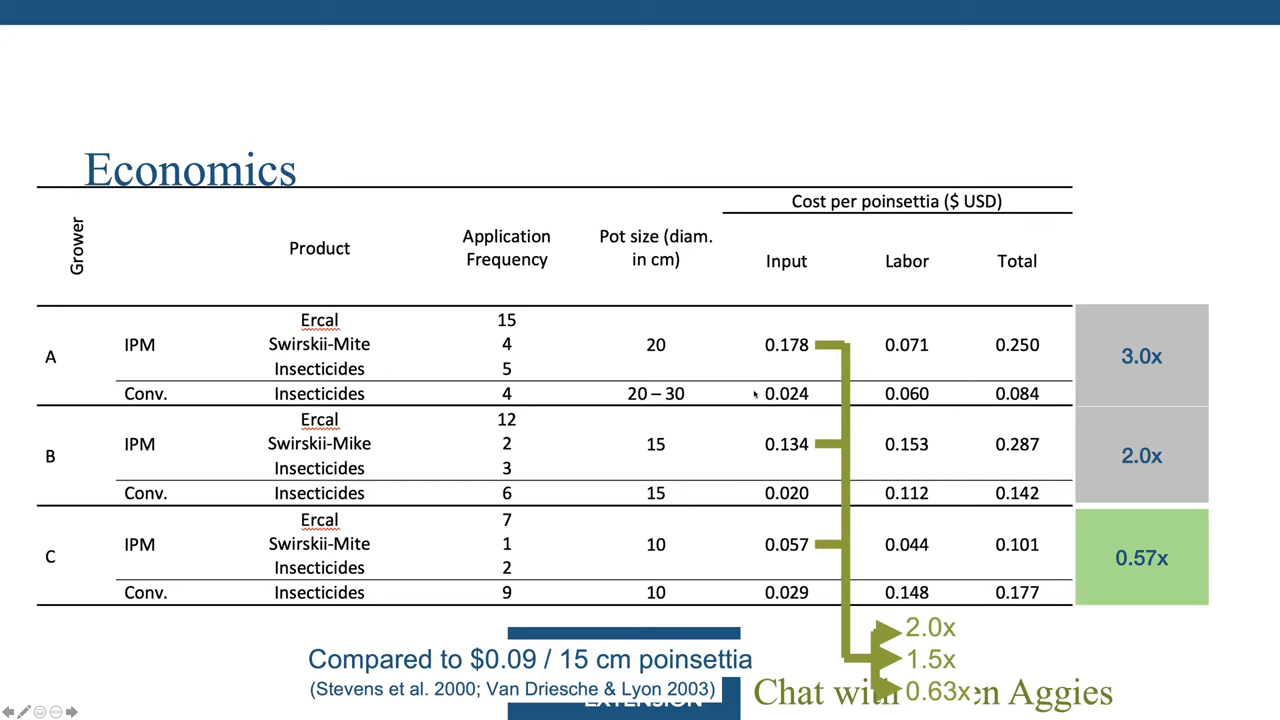 Economics
Cost per poinsettia ($ USD)
Grower
Product
Application Frequency
Pot size (diam. in cm)
Input
Labor
Total
A
IPM
Ercal 15
Swirskii-Mite 4 20 0.178 0.071 0.250
Insecticides 5
3.0x
Conv. Insecticides 4 20 – 30 0.024 0.060 0.084
B
IPM
Ercal 12
Swirskii-Mike 2 15 0.134 0.153 0.287
Insecticides 3
2.0x
Conv. Insecticides 6 15 0.020 0.112 0.142
C
IPM
Ercal 7
Swirskii-Mite 1 10 0.057 0.044 0.101
Insecticides 2
0.57x
Conv. Insecticides 9 10 0.029 0.148 0.177
2.0x
Compared to $0.09 / 15 cm poinsettia
1.5x
(Stevens et al. 2000; Van Driesche & Lyon 2003)
0.63x
EXTENSION
Chat with Aggies